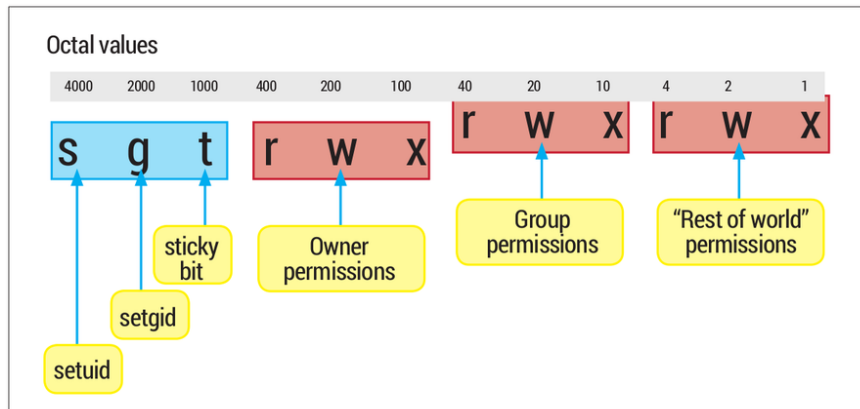 Octal values
4000 2000 1000 400 200 100 40 20 10 4 2 1
s g t r w x r w x r w x
sticky
bit
Owner
permissions
Group
permissions
“Rest of world”
permissions
setgid
setuid